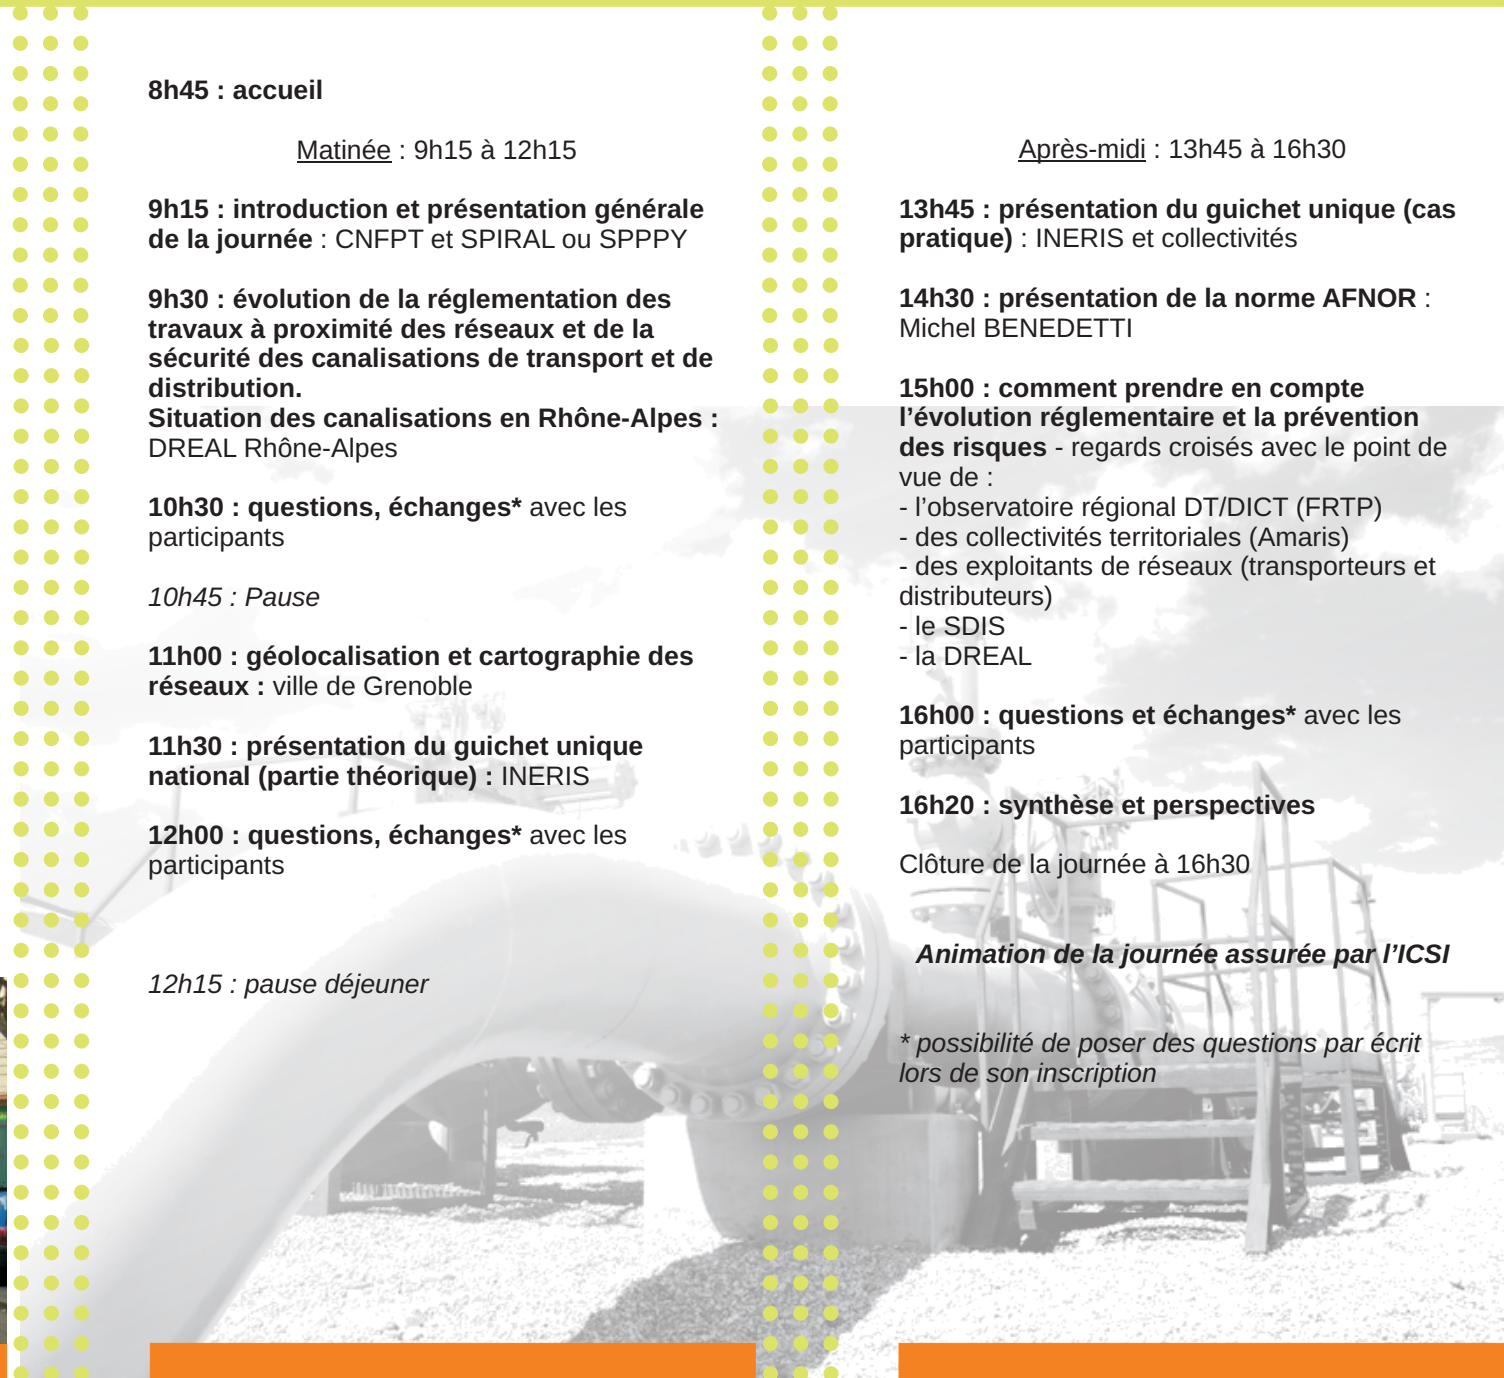 8h45 : accueil
Matinée : 9h15 à 12h15
9h15 : introduction et présentation générale
de la journée : CNFPT et SPIRAL ou SPPPY
9h30 : évolution de la réglementation des
travaux à proximité des réseaux et de la
sécurité des canalisations de transport et de
distribution.
Situation des canalisations en Rhône-Alpes :
DREAL Rhône-Alpes
10h30 : questions, échanges* avec les
participants
10h45 : Pause
11h00 : géolocalisation et cartographie des
réseaux : ville de Grenoble
11h30 : présentation du guichet unique
national (partie théorique) : INERIS
12h00 : questions, échanges* avec les
participants
12h15 : pause déjeuner
Après-midi : 13h45 à 16h30
13h45 : présentation du guichet unique (cas
pratique) : INERIS et collectivités
14h30 : présentation de la norme AFNOR :
Michel BENEDETTI
15h00 : comment prendre en compte
l’évolution réglementaire et la prévention
des risques - regards croisés avec le point de
vue de :
- l’observatoire régional DT/DICT (FRTP)
- des collectivités territoriales (Amaris)
- des exploitants de réseaux (transporteurs et
distributeurs)
- le SDIS
- la DREAL
16h00 : questions et échanges* avec les
participants
16h20 : synthèse et perspectives
Clôture de la journée à 16h30
Animation de la journée assurée par l’ICSI
* possibilité de poser des questions par écrit
lors de son inscription